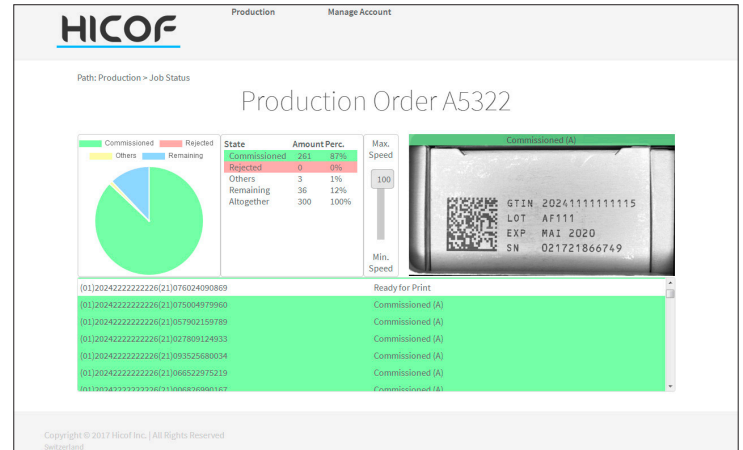 Production Manage Account
HICOF
Path: Production > Job Status
Production Order A5322
Commissioned Rejected
Others Remaining
State Amount Perc.
Commissioned 261 87%
Rejected 0 0%
Others 3 1%
Remaining 36 12%
Altogether 300 100%
Max.
Speed
100
Min.
Speed
Commissioned (A)
GTIN 20241111111115
LOT AF111
EXP MAI 2020
SN 021721866749
(01)20242222222226(21)076024090869 Ready for Print
(01)20242222222226(21)075004979960 Commissioned (A)
(01)20242222222226(21)057902159789 Commissioned (A)
(01)20242222222226(21)027809124933 Commissioned (A)
(01)20242222222226(21)093525680034 Commissioned (A)
(01)20242222222226(21)066522975219 Commissioned (A)
(01)20242222222226(21)006826990167 Commissioned (A)
Copyright © 2017 Hicof Inc. | All Rights Reserved
Switzerland